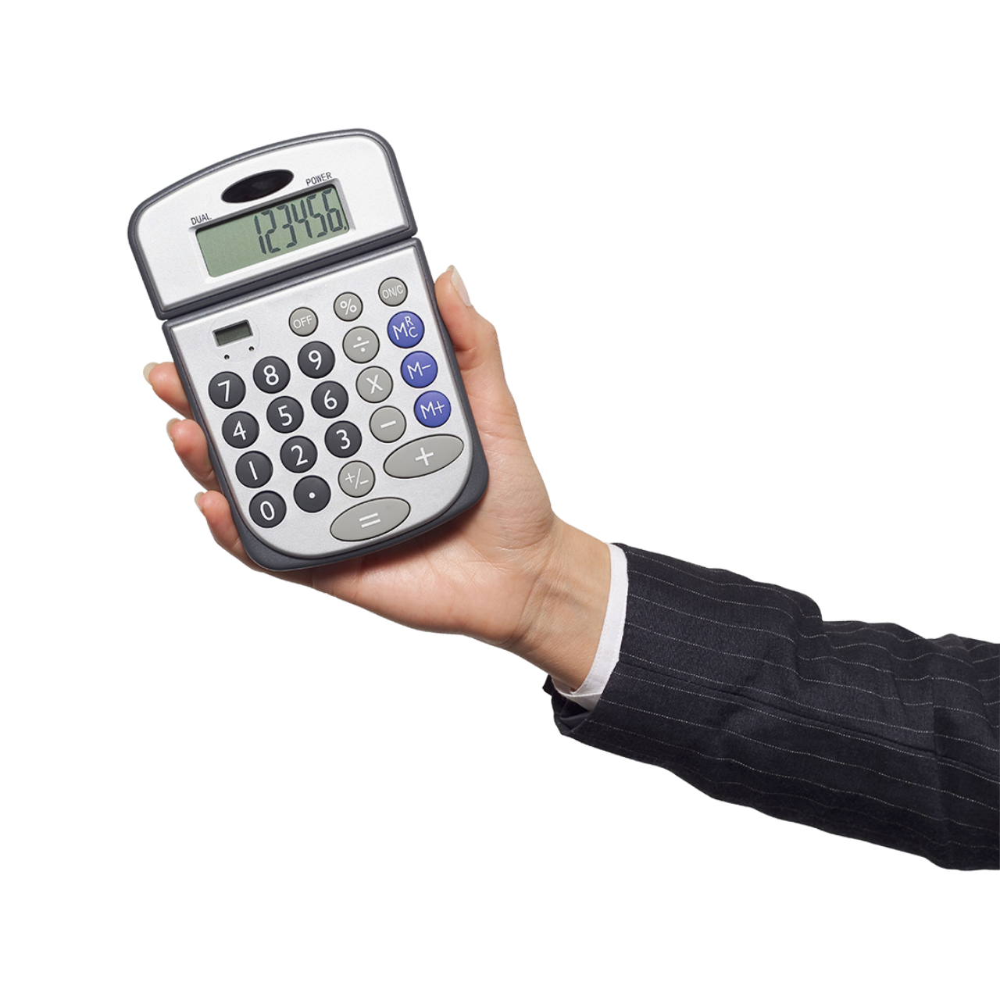 DUAL POWER
123456.
OFF % ON/C
7 8 9 ÷ MRC
4 5 6 X M−
1 2 3 − M+
0 • +/− +
=